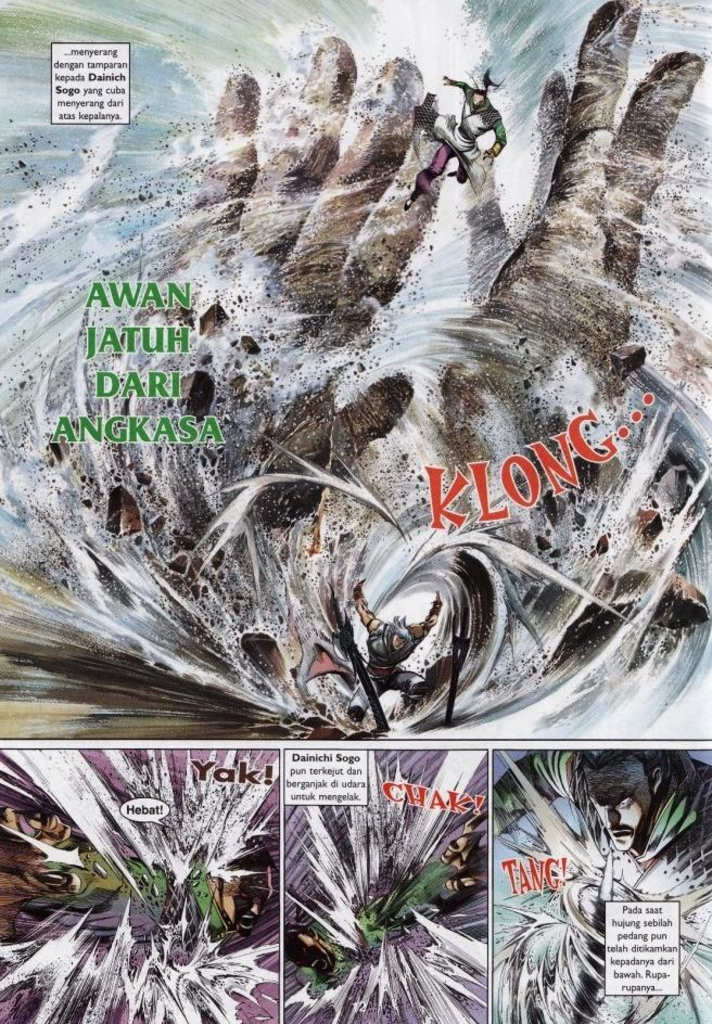 ...menyerang
dengan tamparan
kepada Dainich
Sogo yang cuba
menyerang dari
atas kepalanya.
AWAN
JATUH
DARI
ANGKASA
KLONG...
Yak!
Hebat!
Dainichi Sogo
pun terkejut dan
berganjak di udara
untuk mengelak.
CHAK!
TANG!
Pada saat
hujung sebilah
pedang pun
telah ditikamkan
kepadanya dari
bawah. Rupa-
rupanya...
2